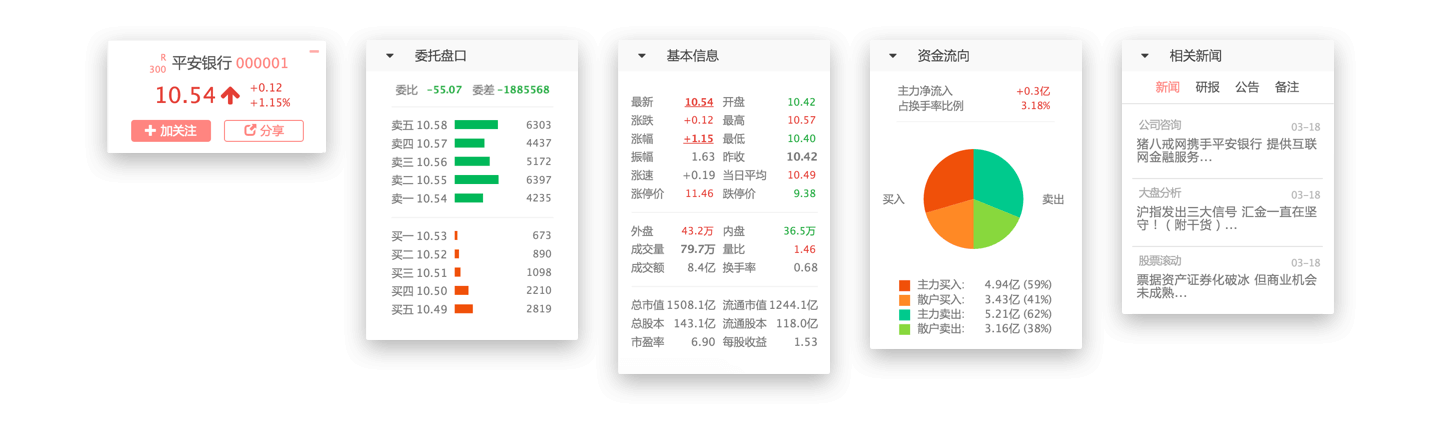 R
300
平安银行 000001
10.54
+0.12
+1.15%
加关注
分享
委托盘口
委比 -55.07 委差 -1885568
卖五 10.58 6303
卖四 10.57 4437
卖三 10.56 5172
卖二 10.55 6397
卖一 10.54 4235
买一 10.53 673
买二 10.52 890
买三 10.51 1098
买四 10.50 2210
买五 10.49 2819
基本信息
最新 10.54 开盘 10.42
涨跌 +0.12 最高 10.57
涨幅 +1.15 最低 10.40
振幅 1.63 昨收 10.42
涨速 +0.19 当日平均 10.49
涨停价 11.46 跌停价 9.38
外盘 43.2万 内盘 36.5万
成交量 79.7万 量比 1.46
成交额 8.4亿 换手率 0.68
总市值 1508.1亿 流通市值 1244.1亿
总股本 143.1亿 流通股本 118.0亿
市盈率 6.90 每股收益 1.53
资金流向
主力净流入 +0.3亿
占换手率比例 3.18%
买入
卖出
主力买入: 4.94亿 (59%)
散户买入: 3.43亿 (41%)
主力卖出: 5.21亿 (62%)
散户卖出: 3.16亿 (38%)
相关新闻
新闻 研报 公告 备注
公司咨询 03-18
猪八戒网携手平安银行 提供互联
网金融服务...
大盘分析 03-18
沪指发出三大信号 汇金一直在坚
守！( 附干货 ) ...
股票滚动 03-18
票据资产证券化破冰 但商业机会
未成熟...